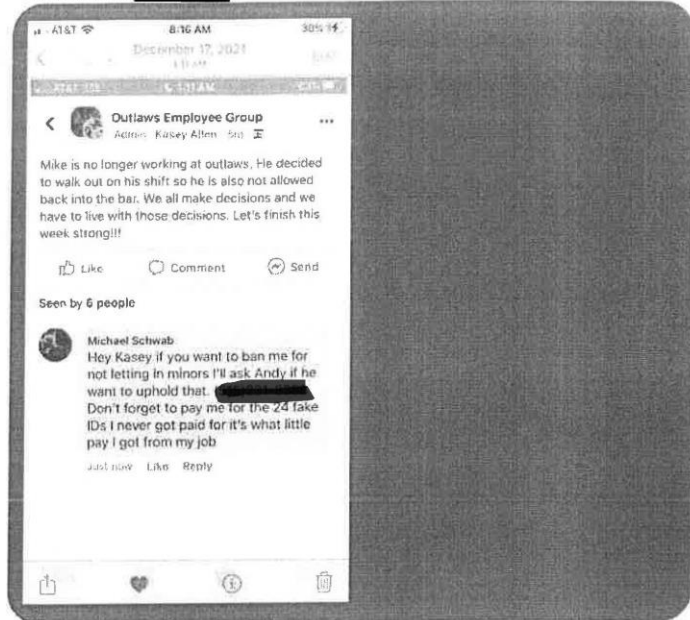 AT&T
8:16 AM
30%
December 17, 2021
1:11 AM
Outlaws Employee Group
Admin Kasey Allen
Mike is no longer working at outlaws. He decided
to walk out on his shift so he is also not allowed
back into the bar. We all make decisions and we
have to live with those decisions. Let's finish this
week strong!!!
Like
Comment
Send
Seen by 6 people
Michael Schwab
Hey Kasey if you want to ban me for
not letting in minors I'll ask Andy if he
want to uphold that.
Don't forget to pay me for the 24 fake
IDs I never got paid for it's what little
pay I got from my job
Just now Like Reply